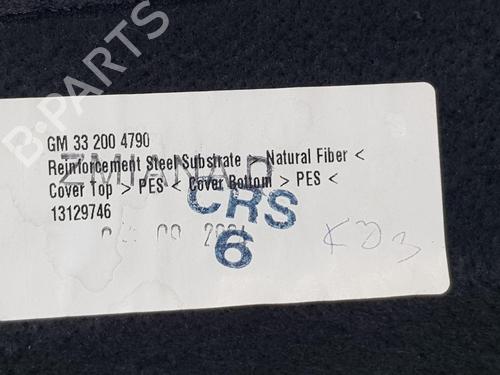 B-PARTS
GM 33 200 4790
Reinforcement Steel Substrate > Natural Fiber <
ZMIANA D
Cover Top > PES < Cover Bottom > PES <
CRS
13129746
6